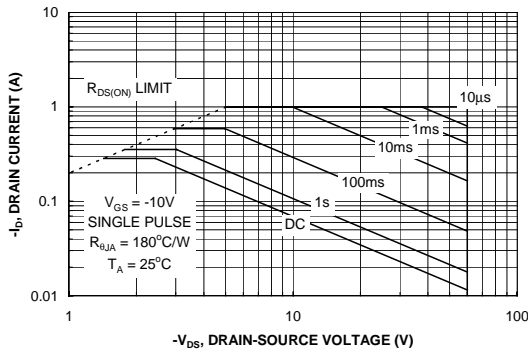 10
R_DS(ON) LIMIT
10µs
1
1ms
10ms
100ms
0.1
V_GS = -10V
SINGLE PULSE
R_θJA = 180°C/W
T_A = 25°C
1s
DC
0.01
1
10
100
-V_DS, DRAIN-SOURCE VOLTAGE (V)
-I_D, DRAIN CURRENT (A)